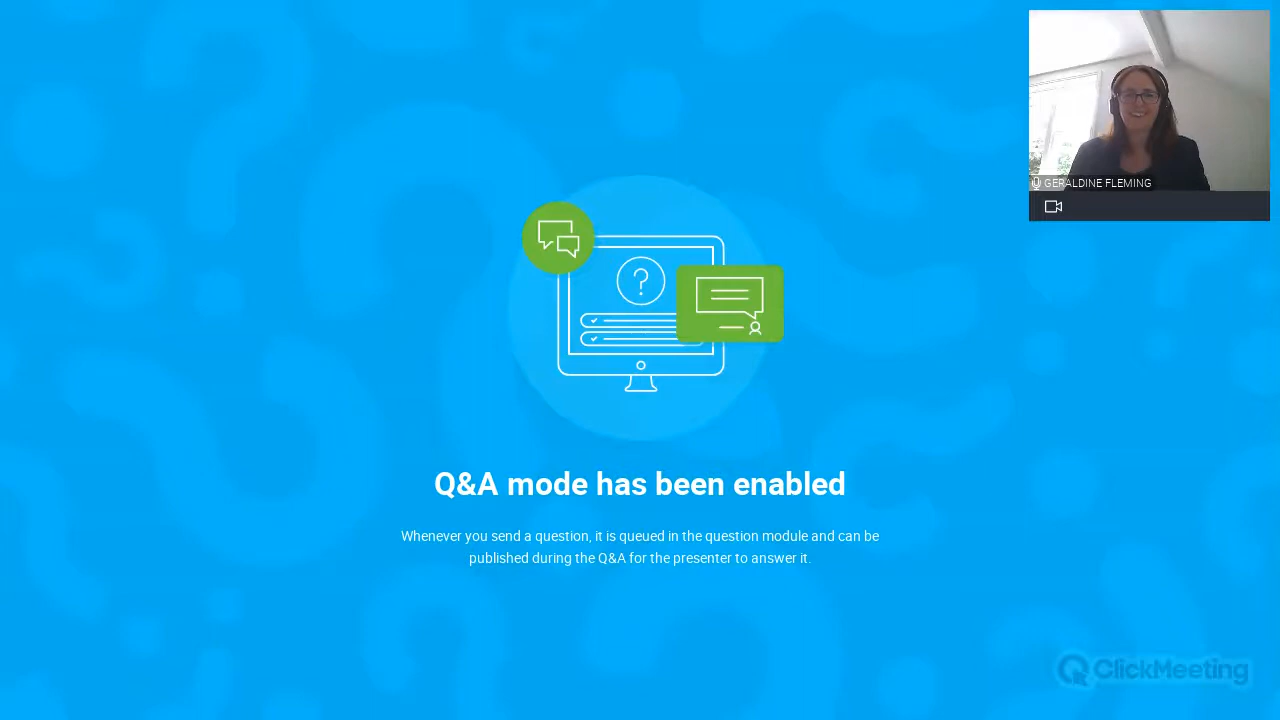 GERALDINE FLEMING
Q&A mode has been enabled
Whenever you send a question, it is queued in the question module and can be
published during the Q&A for the presenter to answer it.
ClickMeeting